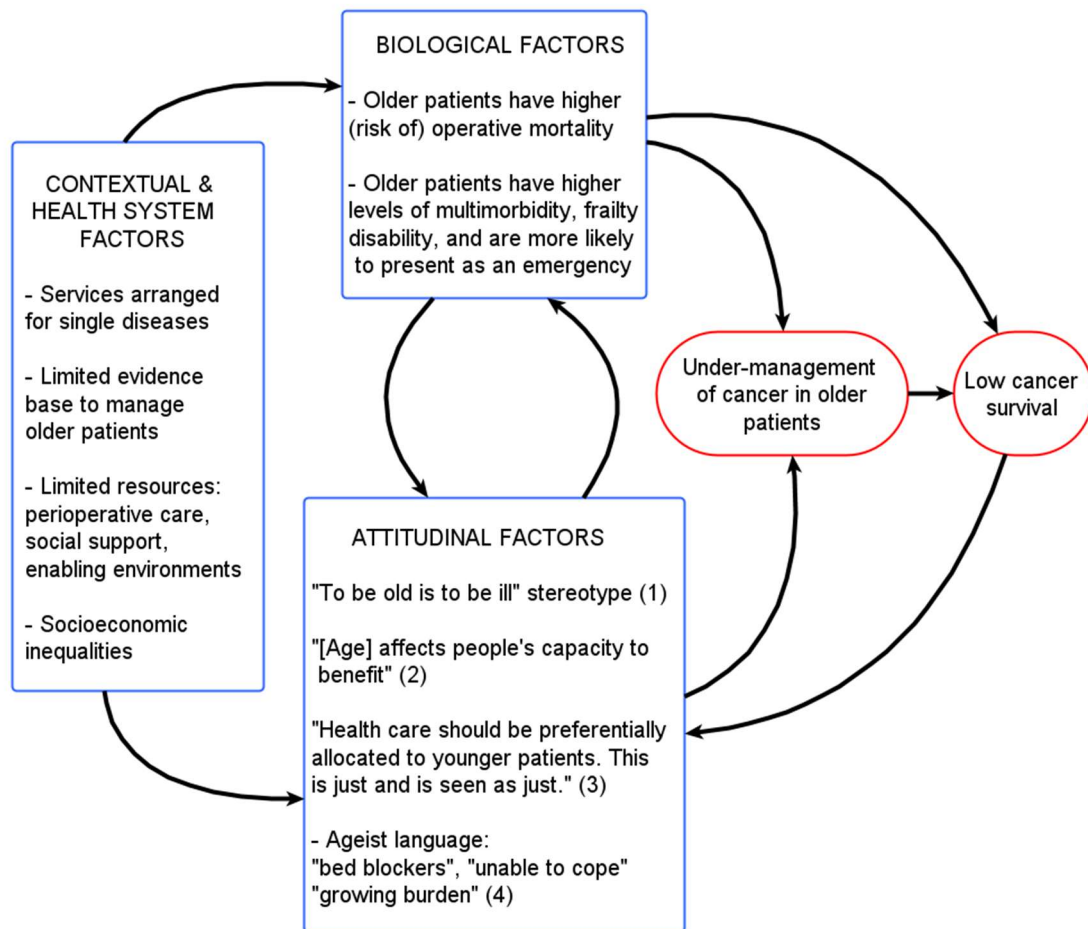 BIOLOGICAL FACTORS
- Older patients have higher
(risk of) operative mortality
- Older patients have higher
levels of multimorbidity, frailty
disability, and are more likely
to present as an emergency
CONTEXTUAL &
HEALTH SYSTEM
FACTORS
- Services arranged
for single diseases
- Limited evidence
base to manage
older patients
- Limited resources:
perioperative care,
social support,
enabling environments
- Socioeconomic
inequalities
Under-management
of cancer in older
patients
Low cancer
survival
ATTITUDINAL FACTORS
"To be old is to be ill" stereotype (1)
"[Age] affects people's capacity to
benefit" (2)
"Health care should be preferentially
allocated to younger patients. This
is just and is seen as just." (3)
- Ageist language:
"bed blockers", "unable to cope"
"growing burden" (4)